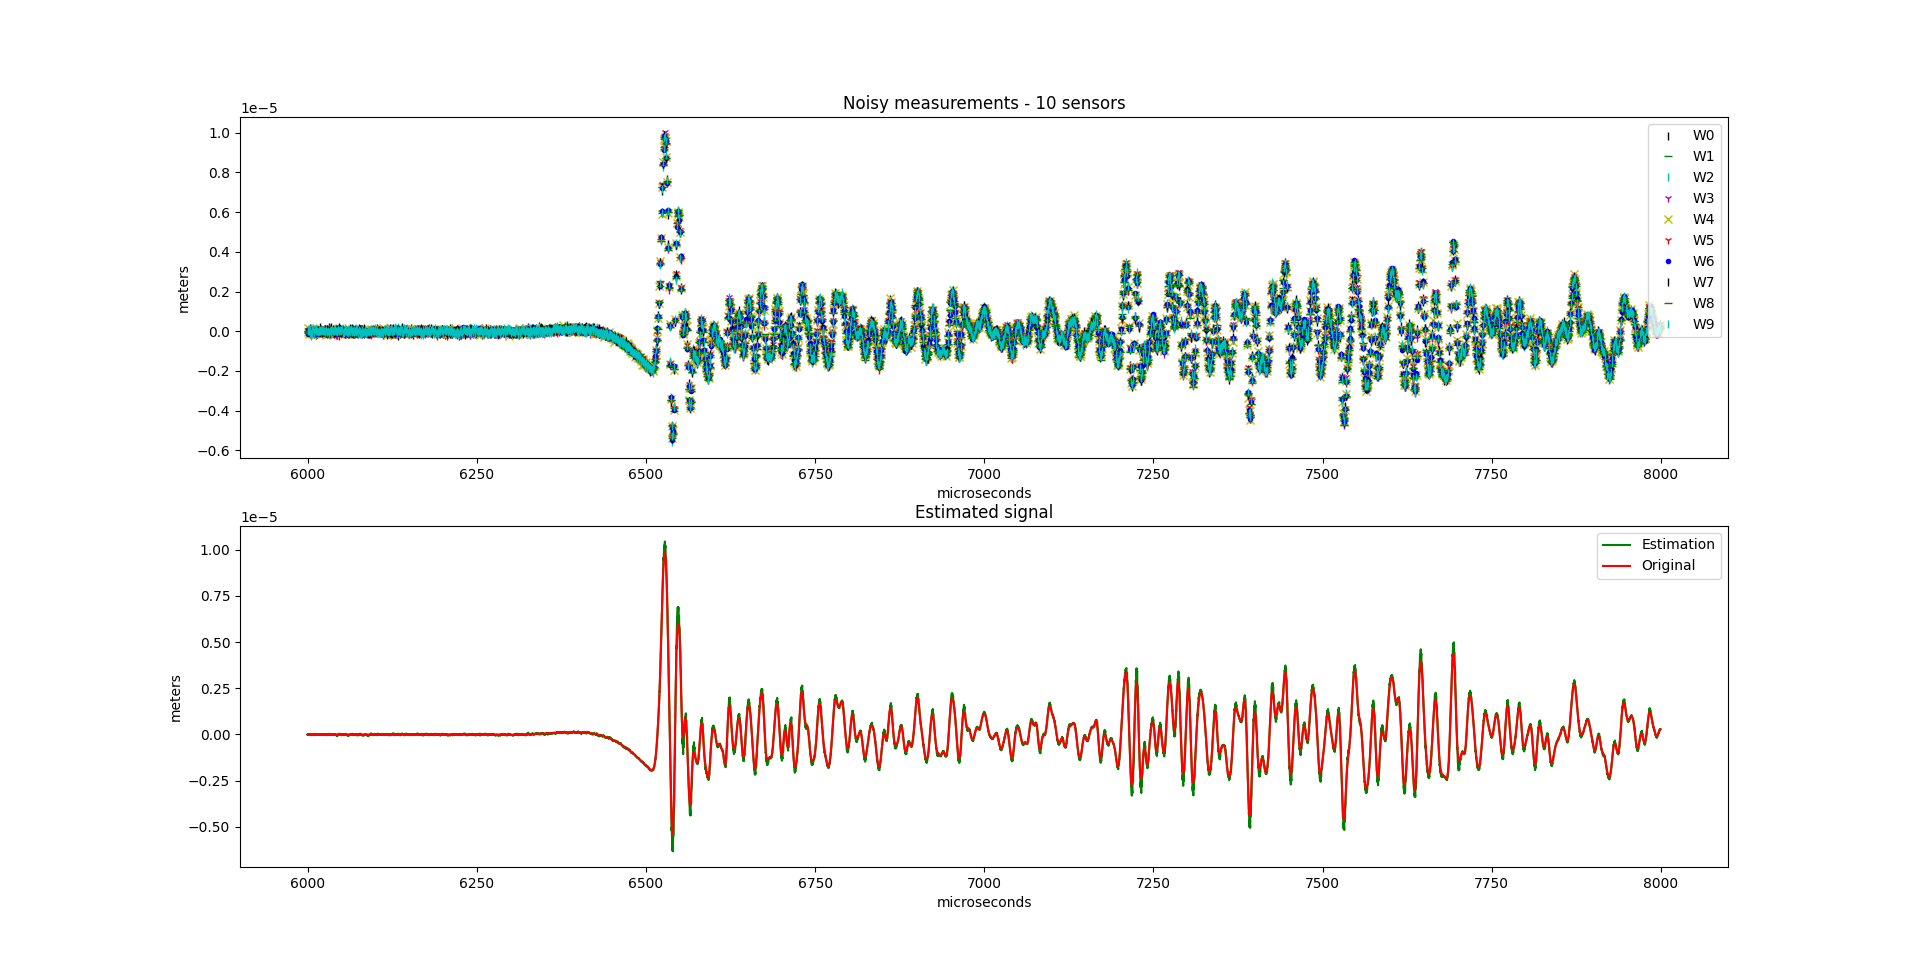 Noisy measurements - 10 sensors
1e−5
1.0
0.8
0.6
0.4
0.2
0.0
−0.2
−0.4
−0.6
meters
W0
W1
W2
W3
W4
W5
W6
W7
W8
W9
6000 6250 6500 6750 7000 7250 7500 7750 8000
microseconds
Estimated signal
1e−5
1.00
0.75
0.50
0.25
0.00
−0.25
−0.50
meters
Estimation
Original
6000 6250 6500 6750 7000 7250 7500 7750 8000
microseconds